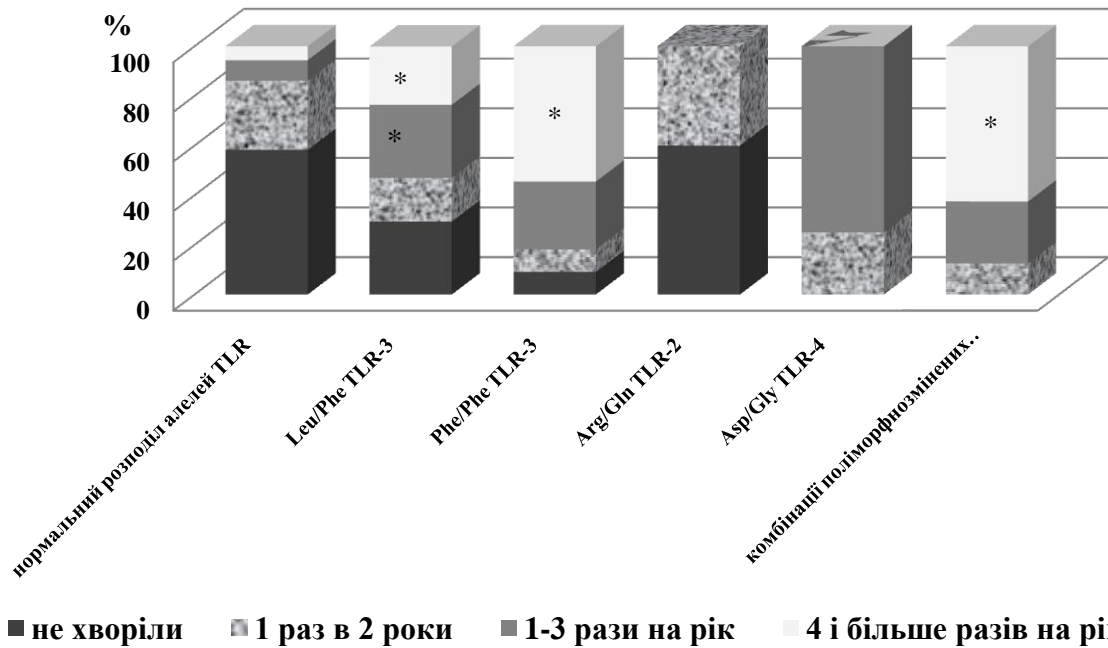 %
100
80
60
40
20
0
*
*
*
*
нормальний розподіл алелей TLR
Leu/Phe TLR-3
Phe/Phe TLR-3
Arg/Gln TLR-2
Asp/Gly TLR-4
комбінації поліморфнозмінених..
не хворіли
1 раз в 2 роки
1-3 рази на рік
4 і більше разів на рі